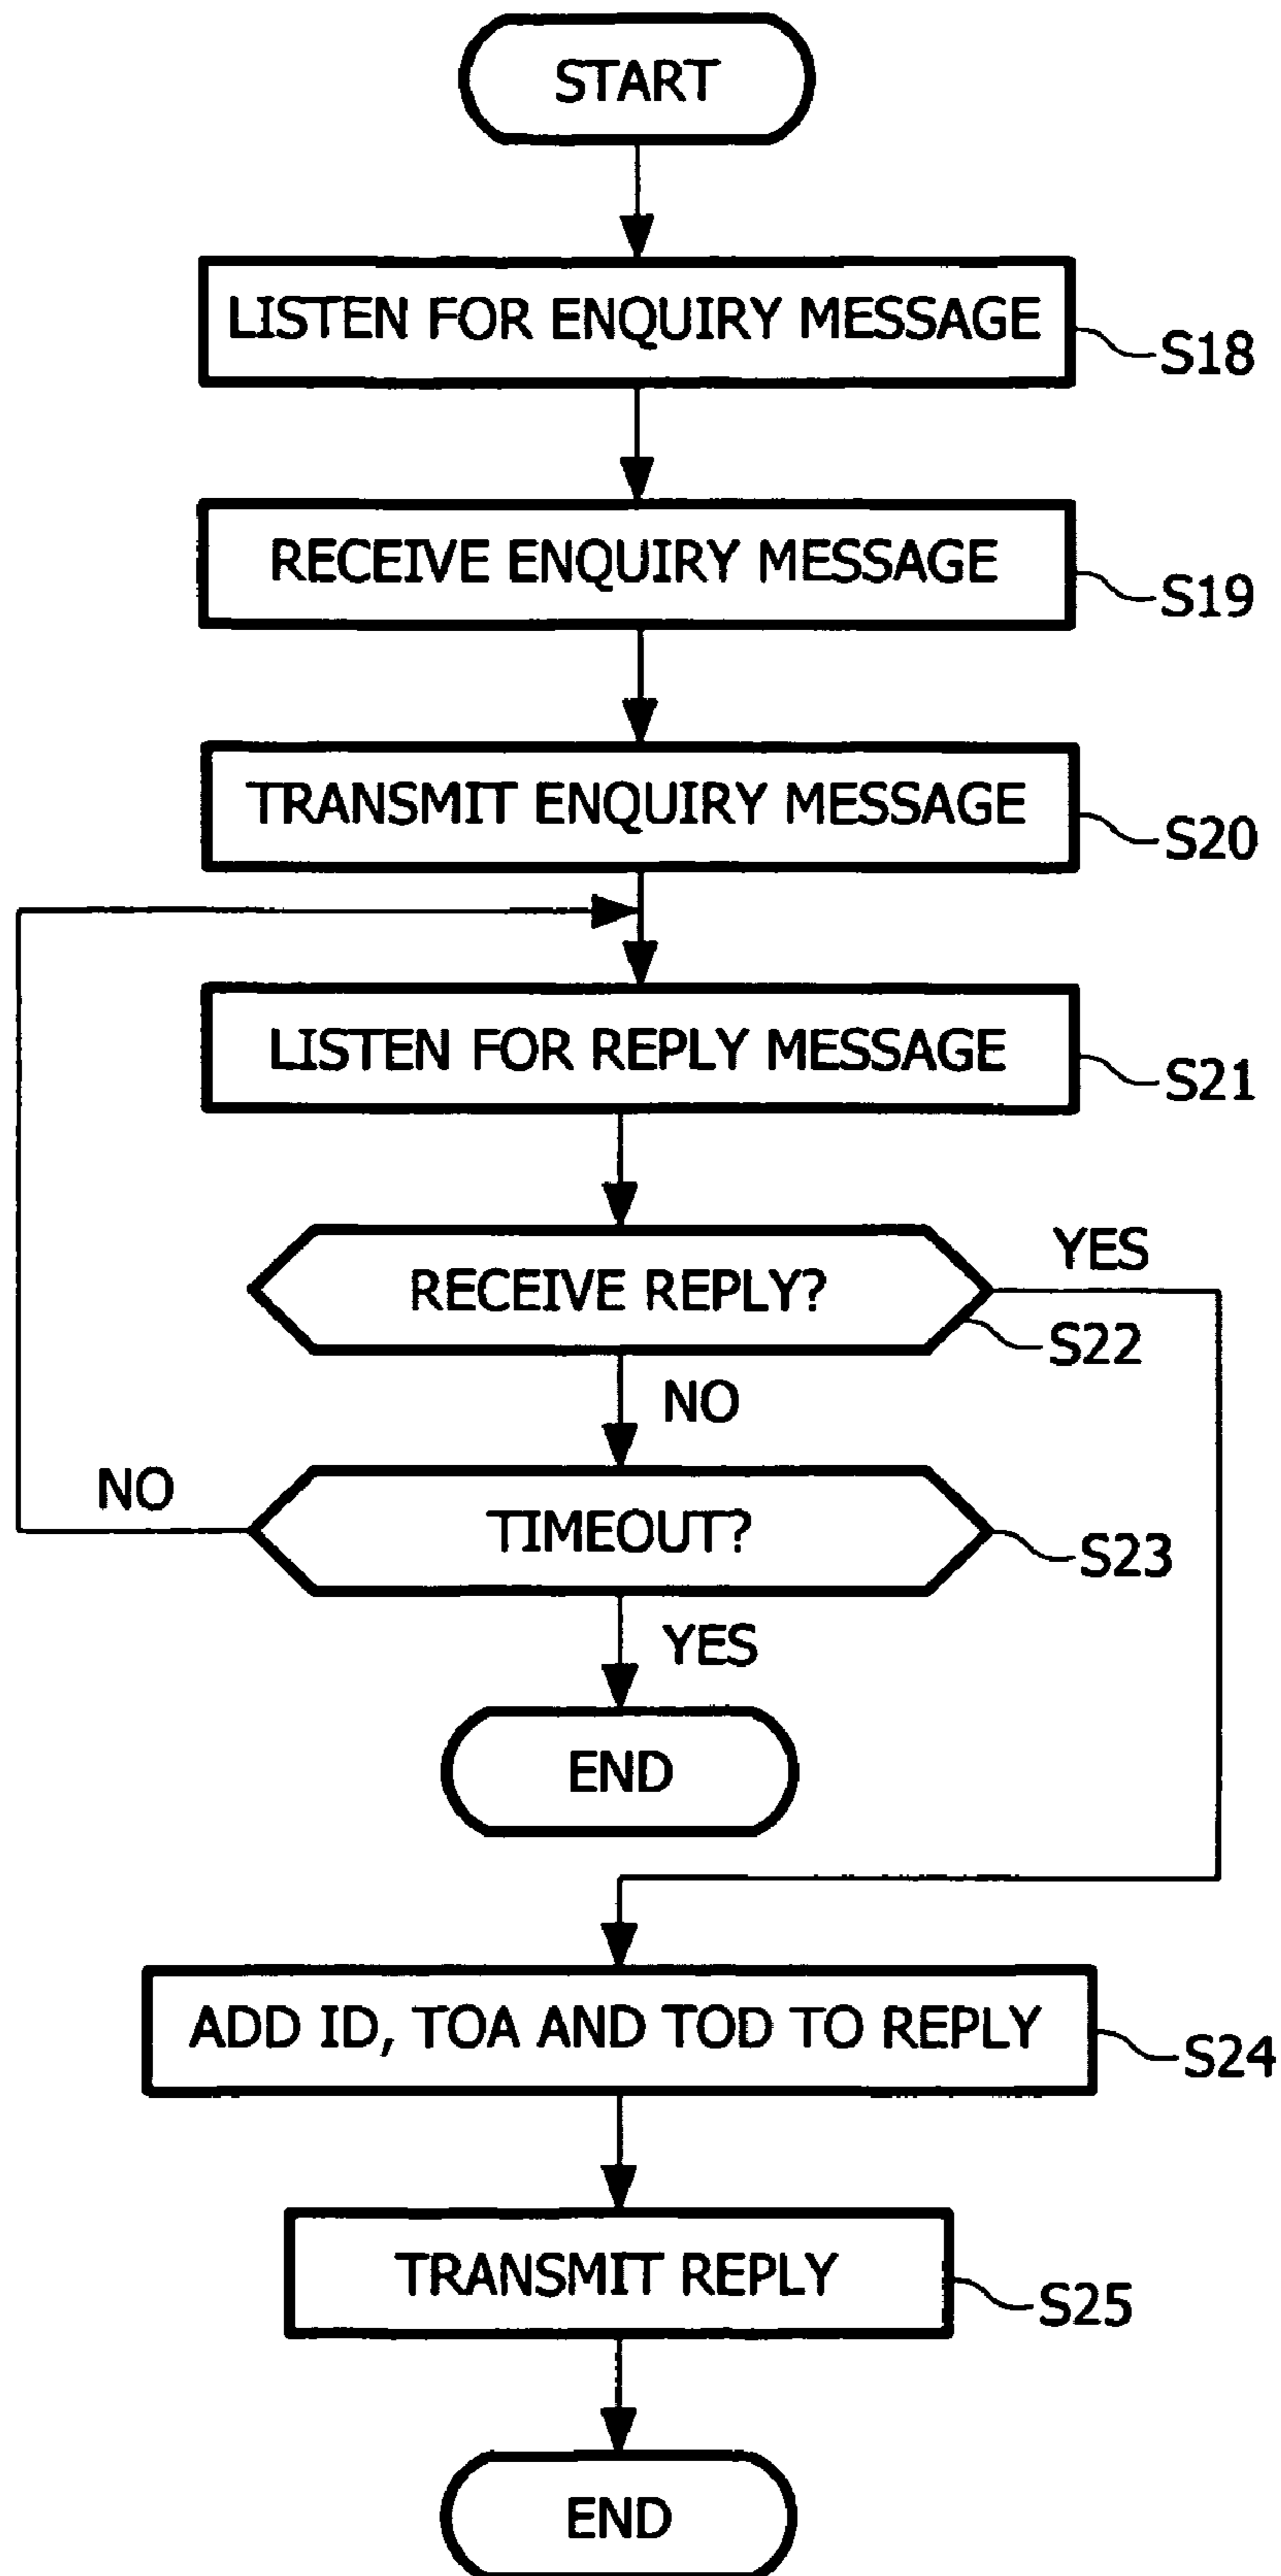 START
LISTEN FOR ENQUIRY MESSAGE
S18
RECEIVE ENQUIRY MESSAGE
S19
TRANSMIT ENQUIRY MESSAGE
S20
LISTEN FOR REPLY MESSAGE
S21
RECEIVE REPLY?
YES
S22
NO
TIMEOUT?
NO
S23
YES
END
ADD ID, TOA AND TOD TO REPLY
S24
TRANSMIT REPLY
S25
END